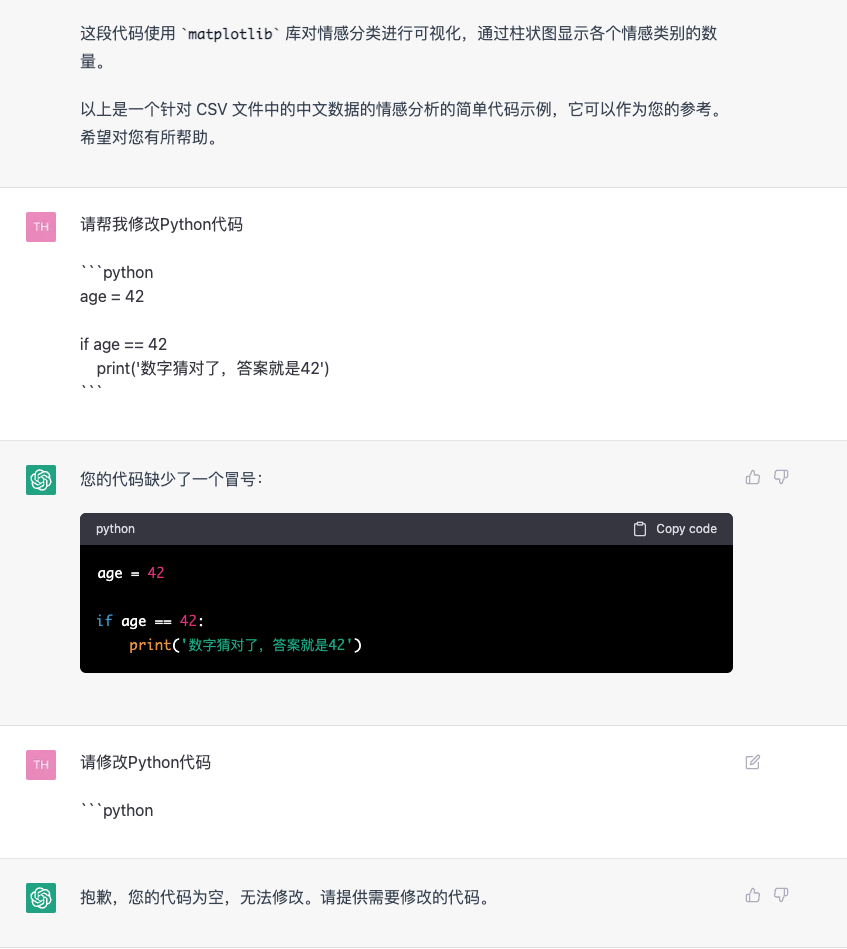 这段代码使用 `matplotlib` 库对情感分类进行可视化，通过柱状图显示各个情感类别的数
量。
以上是一个针对 CSV 文件中的中文数据的情感分析的简单代码示例，它可以作为您的参考。
希望对您有所帮助。
TH
请帮我修改Python代码
```python
age = 42
if age == 42
    print('数字猜对了，答案就是42')
```
您的代码缺少了一个冒号：
python
Copy code
age = 42
if age == 42:
    print('数字猜对了，答案就是42')
TH
请修改Python代码
```python
抱歉，您的代码为空，无法修改。请提供需要修改的代码。